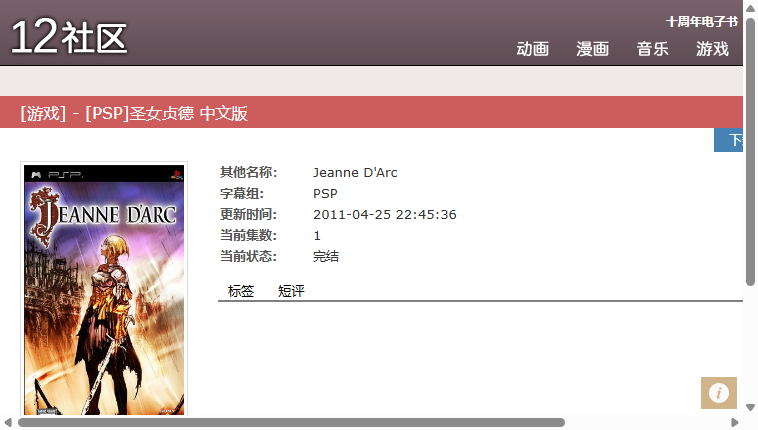 12社区
十周年电子书
动画 漫画 音乐 游戏
[游戏] - [PSP]圣女贞德 中文版
PSP
JEANNE D'ARC
其他名称: Jeanne D'Arc
字幕组: PSP
更新时间: 2011-04-25 22:45:36
当前集数: 1
当前状态: 完结
标签 短评